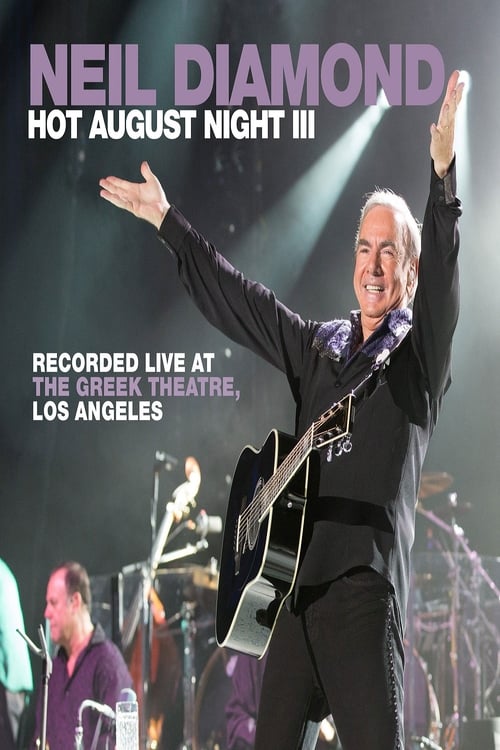 NEIL DIAMOND
HOT AUGUST NIGHT III
RECORDED LIVE AT
THE GREEK THEATRE,
LOS ANGELES